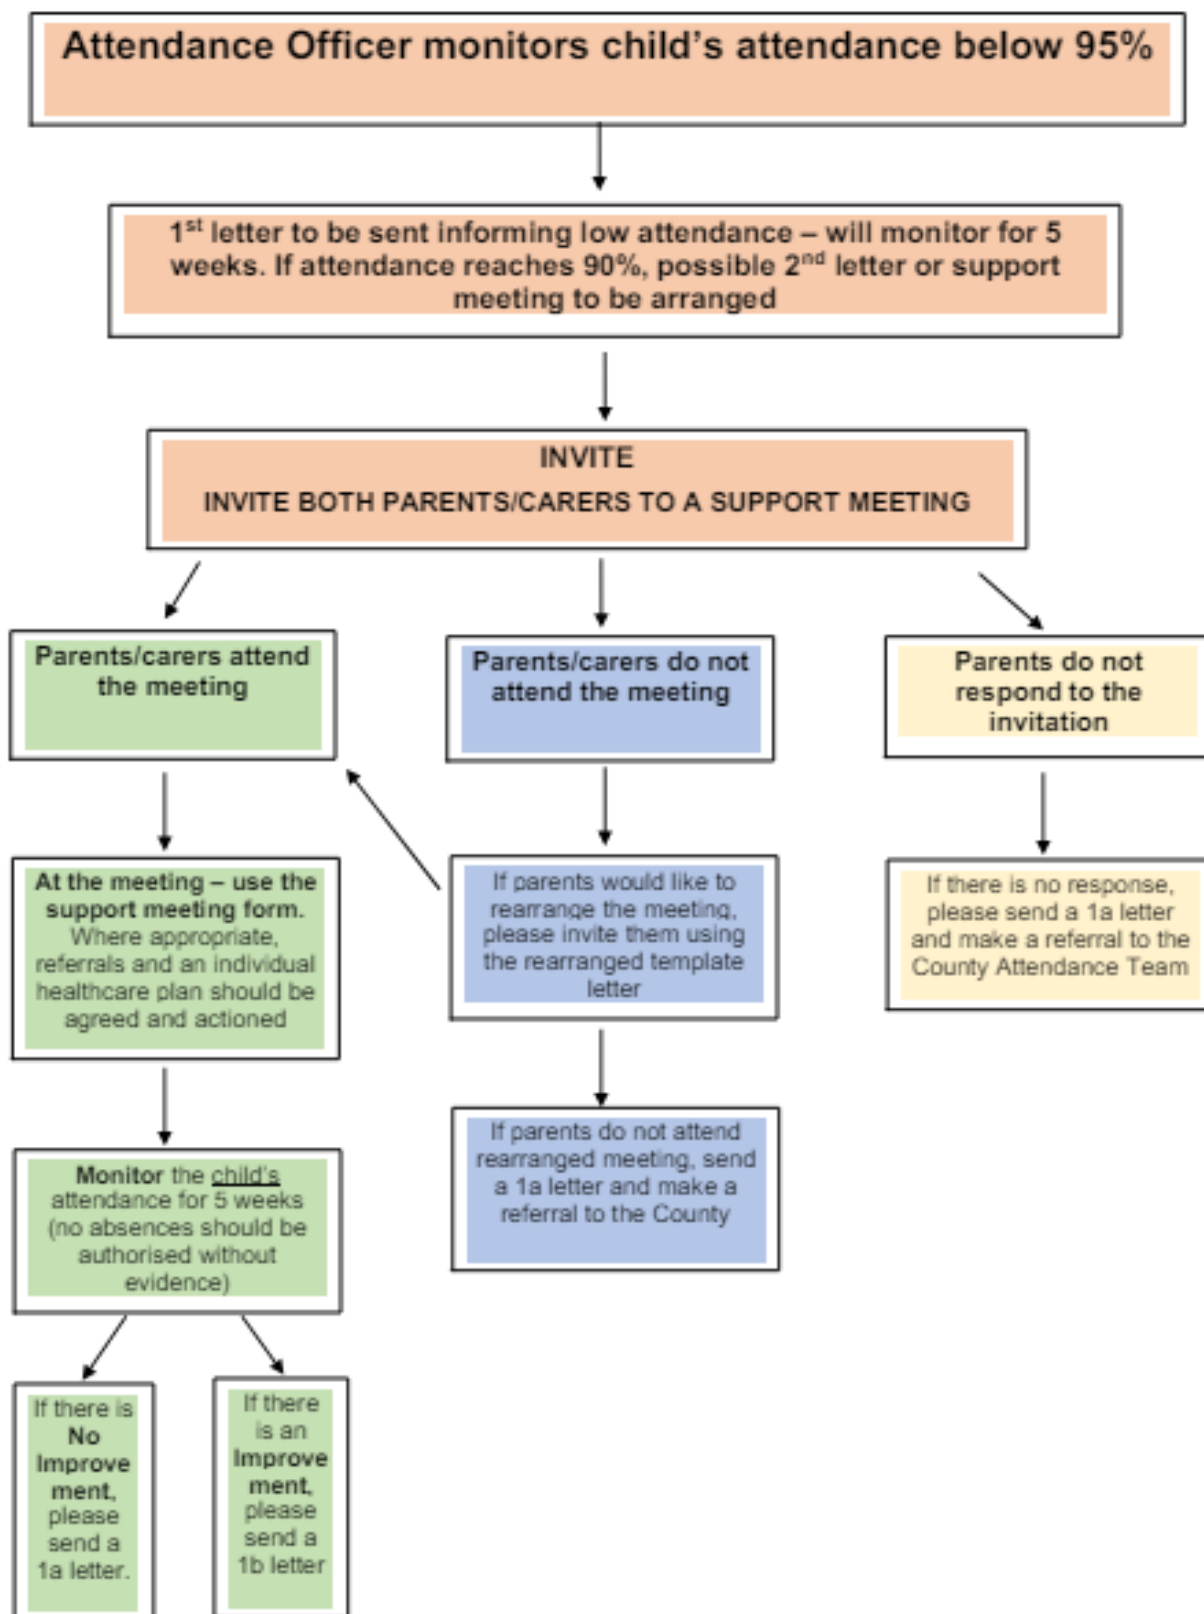 Attendance Officer monitors child's attendance below 95%
1st letter to be sent informing low attendance – will monitor for 5
weeks. If attendance reaches 90%, possible 2nd letter or support
meeting to be arranged
INVITE
INVITE BOTH PARENTS/CARERS TO A SUPPORT MEETING
Parents/carers attend
the meeting
Parents/carers do not
attend the meeting
Parents do not
respond to the
invitation
At the meeting – use the
support meeting form.
Where appropriate,
referrals and an individual
healthcare plan should be
agreed and actioned
If parents would like to
rearrange the meeting,
please invite them using
the rearranged template
letter
If there is no response,
please send a 1a letter
and make a referral to the
County Attendance Team
Monitor the child's
attendance for 5 weeks
(no absences should be
authorised without
evidence)
If parents do not attend
rearranged meeting, send
a 1a letter and make a
referral to the County
If there is
No
Improve
ment,
please
send a
1a letter.
If there
is an
Improve
ment,
please
send a
1b letter